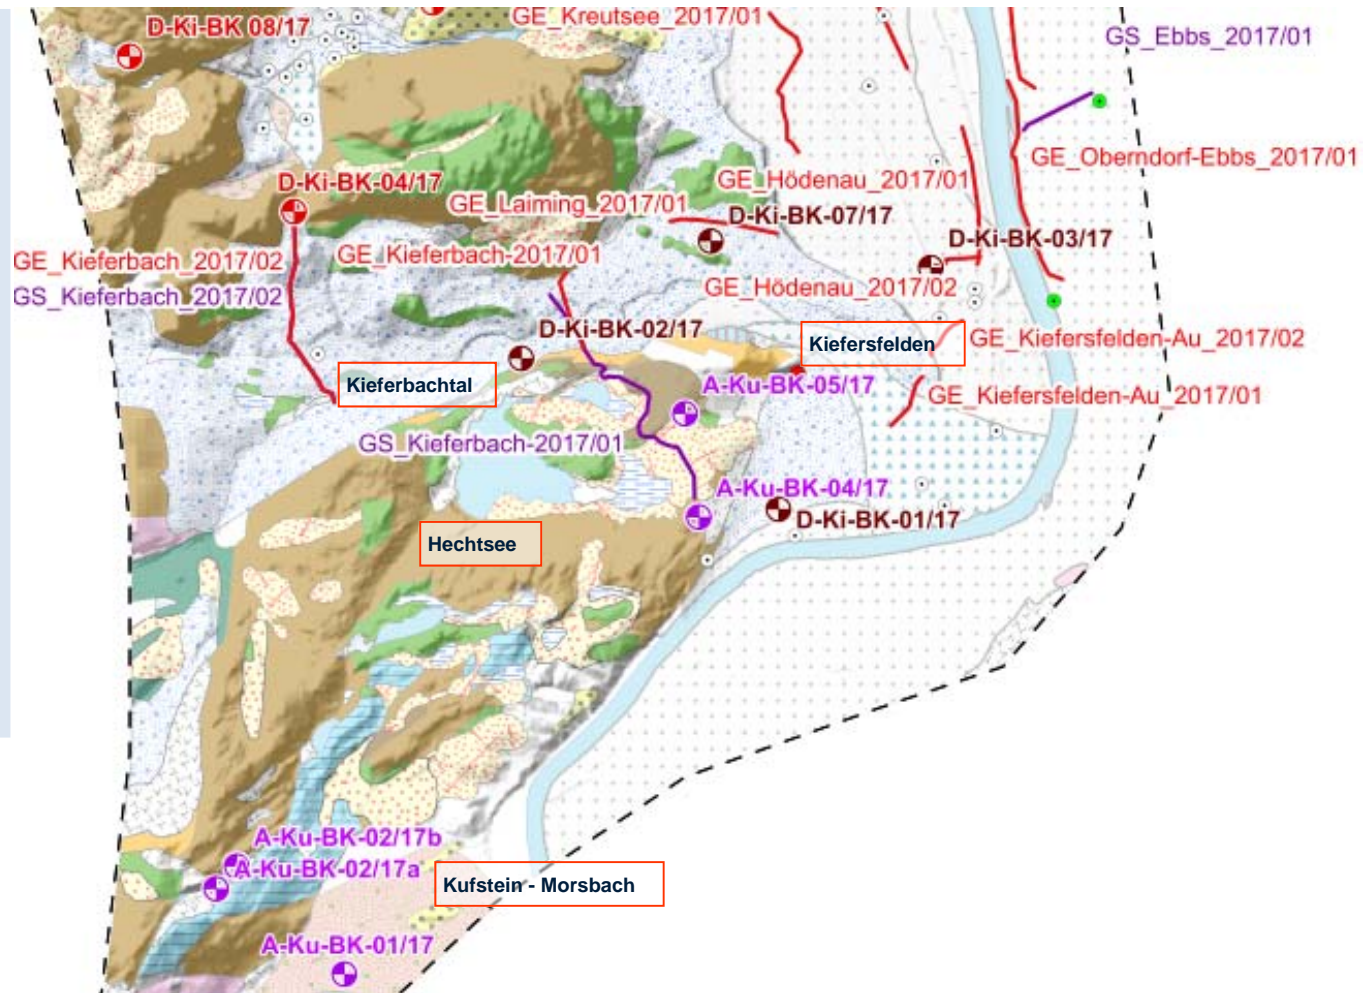 GE_Kreutsee_2017/01
D-Ki-BK 08/17
GS_Ebbs_2017/01
GE_Oberndorf-Ebbs_2017/01
D-Ki-BK-04/17
GE_Hödenau_2017/01
GE_Laiming_2017/01
D-Ki-BK-07/17
D-Ki-BK-03/17
GE_Kieferbach_2017/02
GE_Kieferbach-2017/01
GE_Hödenau_2017/02
GS_Kieferbach_2017/02
D-Ki-BK-02/17
Kiefersfelden
GE_Kiefersfelden-Au_2017/02
Kieferbachtal
A-Ku-BK-05/17
GE_Kiefersfelden-Au_2017/01
GS_Kieferbach-2017/01
A-Ku-BK-04/17
D-Ki-BK-01/17
Hechtsee
A-Ku-BK-02/17b
A-Ku-BK-02/17a
Kufstein - Morsbach
A-Ku-BK-01/17